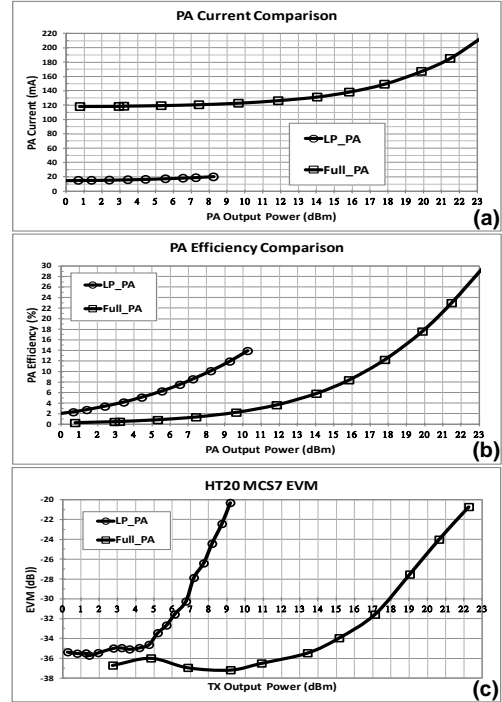 PA Current Comparison
220
200
180
160
140
120
100
80
60
40
20
0
PA Current (mA)
LP_PA
Full_PA
0 1 2 3 4 5 6 7 8 9 10 11 12 13 14 15 16 17 18 19 20 21 22 23
PA Output Power (dBm)
(a)
PA Efficiency Comparison
30
28
26
24
22
20
18
16
14
12
10
8
6
4
2
0
PA Efficiency (%)
LP_PA
Full_PA
0 1 2 3 4 5 6 7 8 9 10 11 12 13 14 15 16 17 18 19 20 21 22 23
PA Output Power (dBm)
(b)
HT20 MCS7 EVM
-20
-22
-24
-26
-28
-30
-32
-34
-36
-38
EVM (dB))
LP_PA
Full_PA
0 1 2 3 4 5 6 7 8 9 10 11 12 13 14 15 16 17 18 19 20 21 22 23
TX Output Power (dBm)
(c)